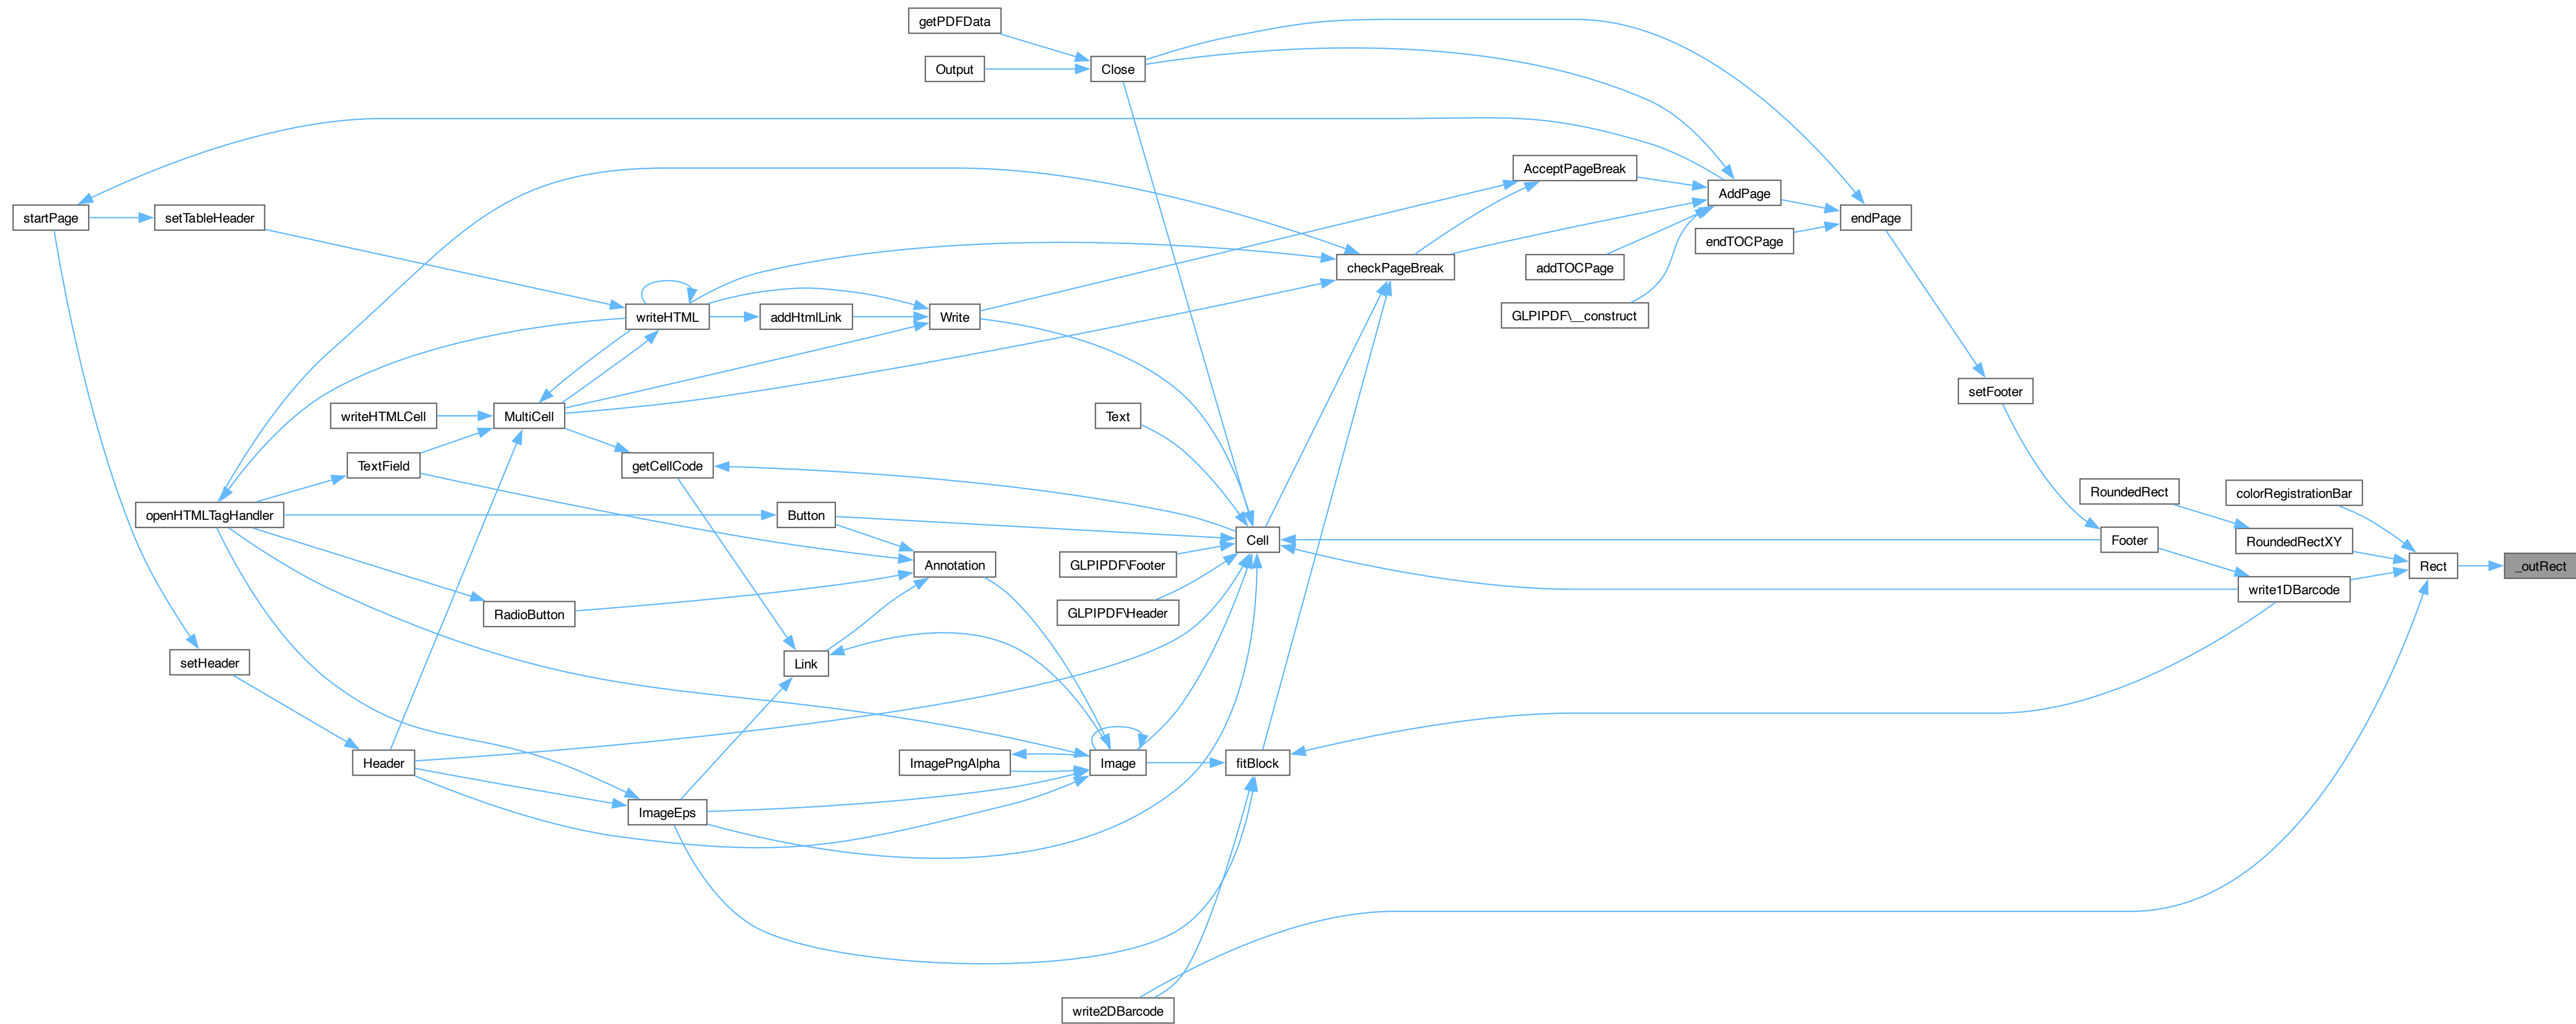 getPDFData
Output
Close
AcceptPageBreak
AddPage
startPage
setTableHeader
endPage
endTOCPage
checkPageBreak
addTOCPage
writeHTML
addHtmlLink
Write
GLPIPDF\__construct
setFooter
writeHTMLCell
MultiCell
Text
TextField
getCellCode
RoundedRect
colorRegistrationBar
openHTMLTagHandler
Button
Cell
Footer
RoundedRectXY
GLPIPDF\Footer
Annotation
Rect
_outRect
write1DBarcode
RadioButton
GLPIPDF\Header
setHeader
Link
Header
ImagePngAlpha
Image
fitBlock
ImageEps
write2DBarcode